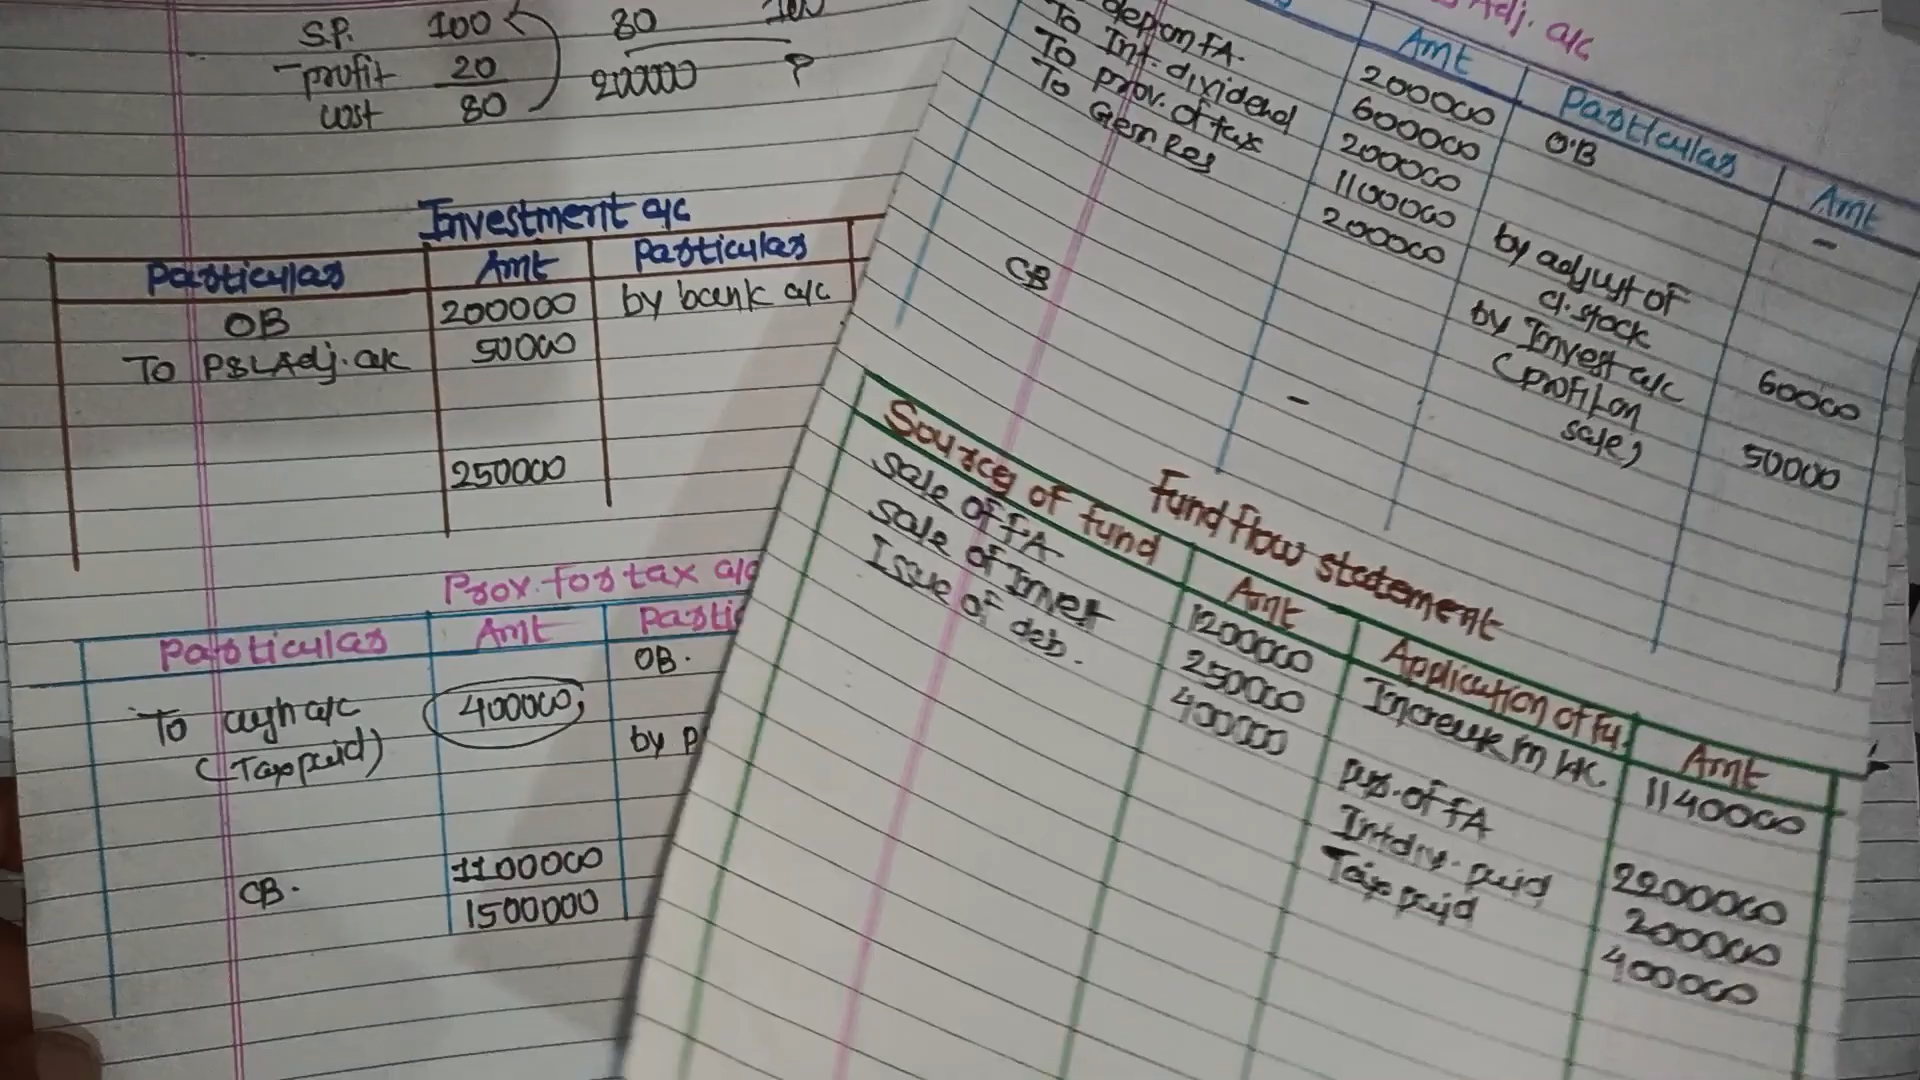 S.P. 100 80 100
-profit 20 200000 ?
cost 80
Investment a/c
Particulars Amt Particulars
OB 200000 by bank a/c
To P&L Adj. a/c 50000
250000
Prov. for tax a/c
Particulars Amt Partic
OB.
To cash a/c 400000
(Tax paid) by P
CB. 1100000
1500000
Adj. a/c
Amt Particulars Amt
dep on FA. 200000 O.B -
To Int. dividend 600000
To prov. of tax 200000
To Gen Res 1100000
200000
by adjust of
cl. stock 60000
by Invest a/c
(profit on
sale) 50000
CB -
Fund flow statement
Sources of fund Amt Application of Fu. Amt
Sale of F.A. 1200000 Increase in WC. 1140000
Sale of Invest 250000 Pur. of FA 2200000
Issue of deb. 400000 Int div. paid 200000
Tax paid 400000